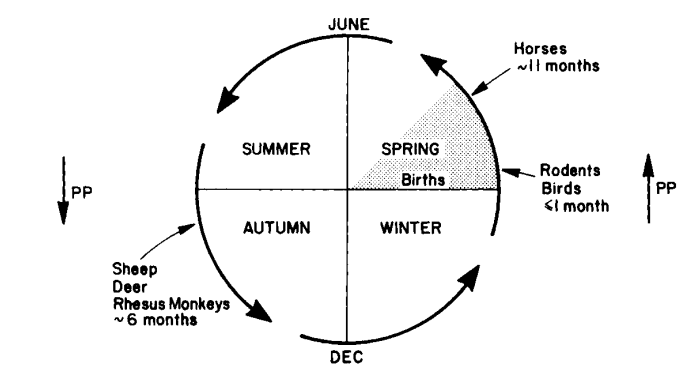 JUNE
Horses
~11 months
SUMMER
SPRING
Births
PP
Rodents
Birds
≤1 month
PP
AUTUMN
WINTER
Sheep
Deer
Rhesus Monkeys
~6 months
DEC